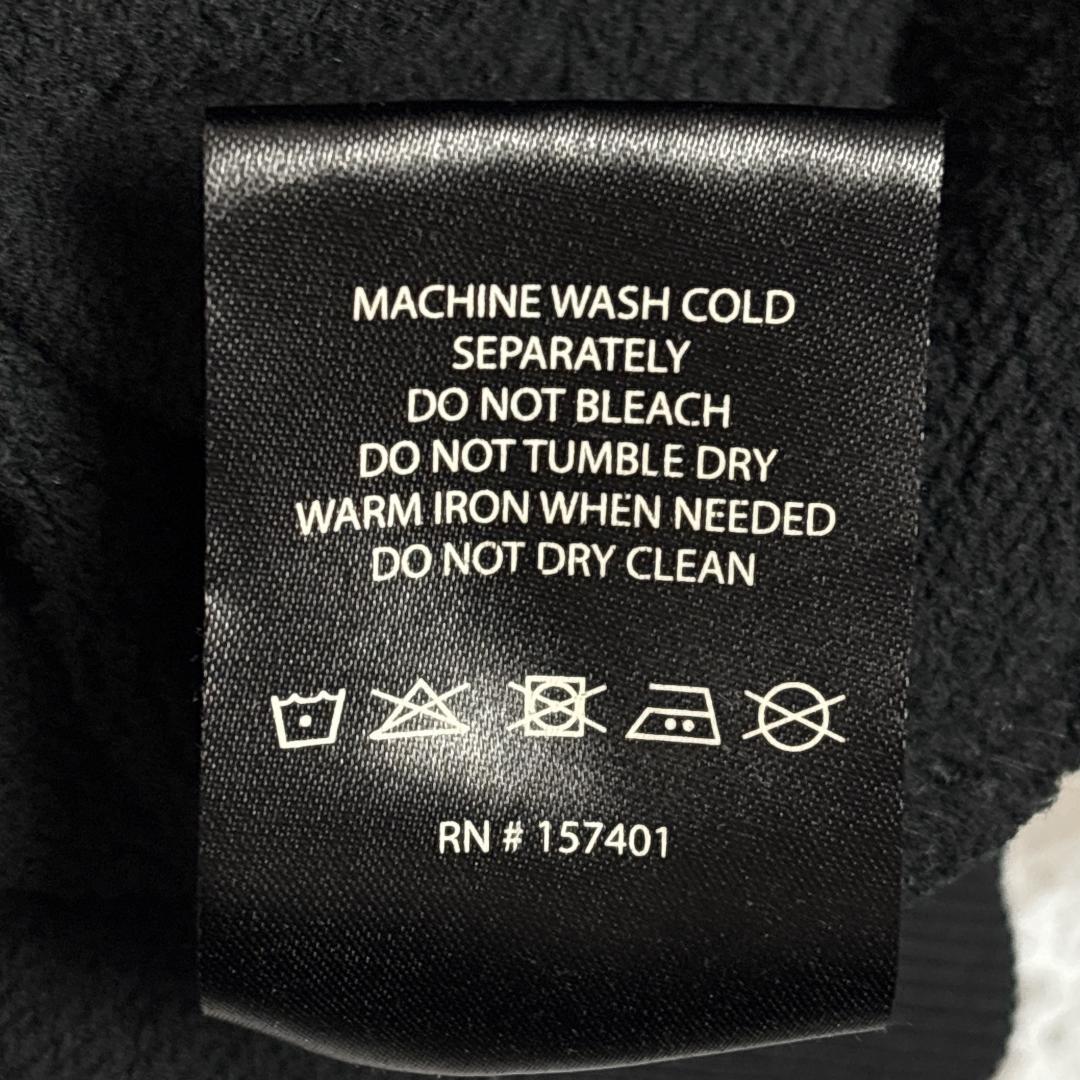 MACHINE WASH COLD
SEPARATELY
DO NOT BLEACH
DO NOT TUMBLE DRY
WARM IRON WHEN NEEDED
DO NOT DRY CLEAN
RN # 157401